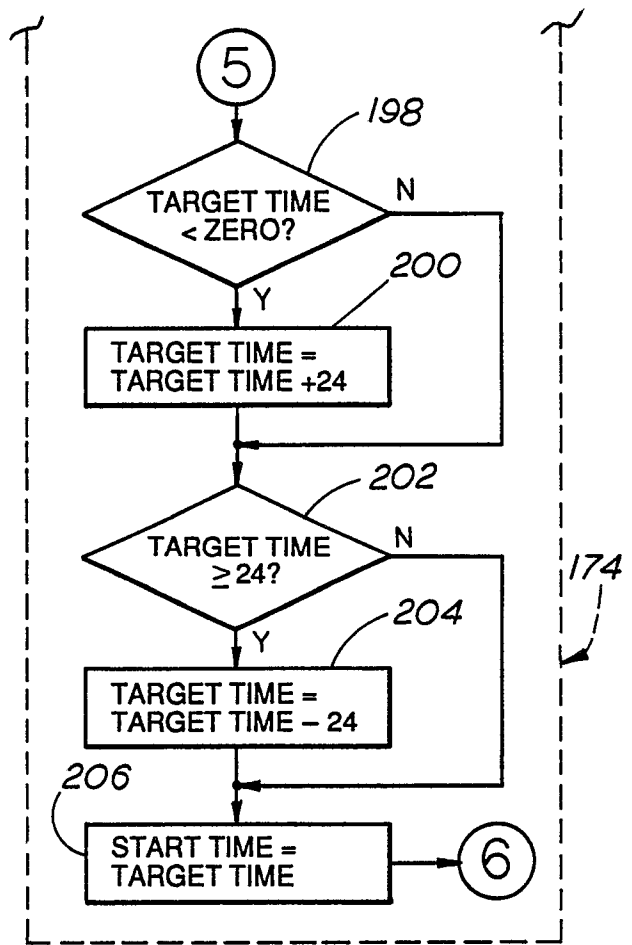 5
198
TARGET TIME
< ZERO?
N
Y
200
TARGET TIME =
TARGET TIME +24
202
TARGET TIME
≥ 24?
N
Y
174
204
TARGET TIME =
TARGET TIME – 24
206
START TIME =
TARGET TIME
6